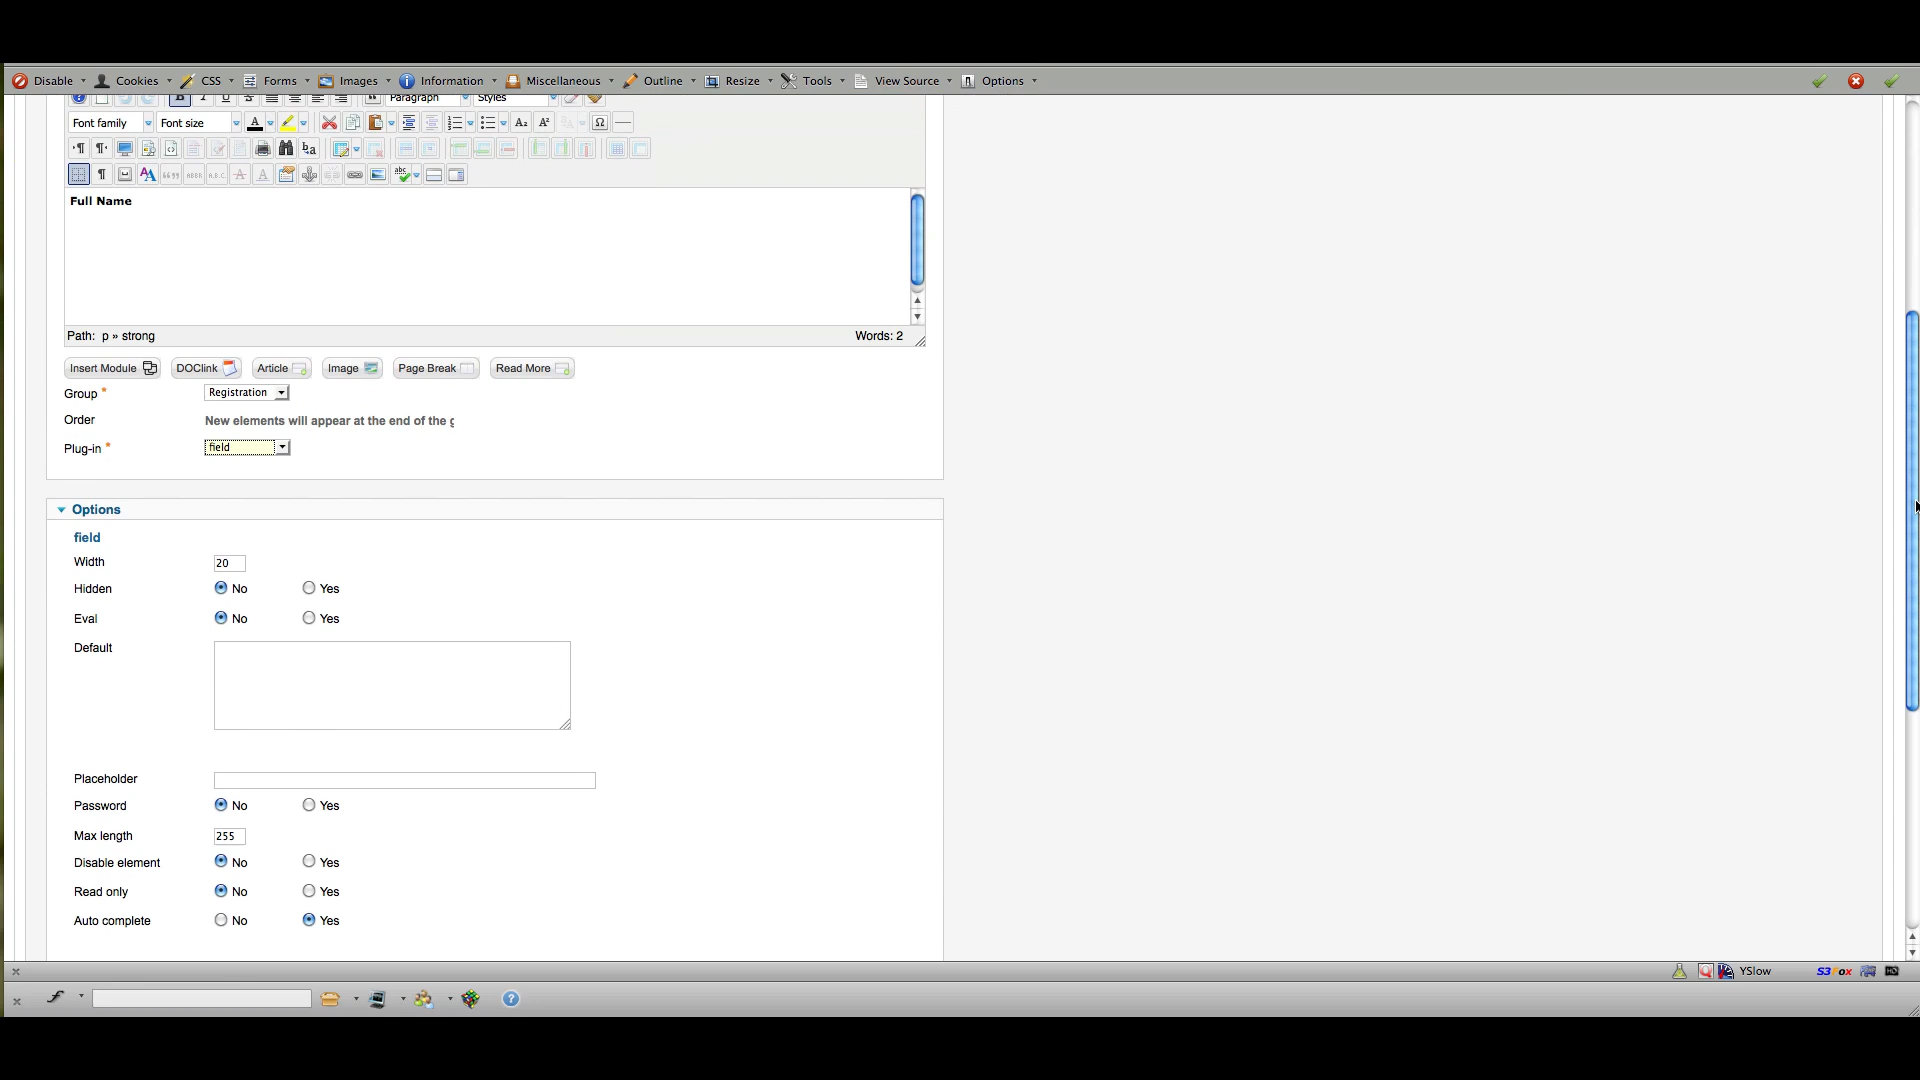 Disable Cookies CSS Forms Images Information Miscellaneous Outline Resize Tools View Source Options
Paragraph Styles
Font family Font size
Full Name
Path: p » strong Words: 2
Insert Module DOClink Article Image Page Break Read More
Group * Registration
Order New elements will appear at the end of the g
Plug-in * field
Options
field
Width 20
Hidden No Yes
Eval No Yes
Default
Placeholder
Password No Yes
Max length 255
Disable element No Yes
Read only No Yes
Auto complete No Yes
YSlow S3Fox